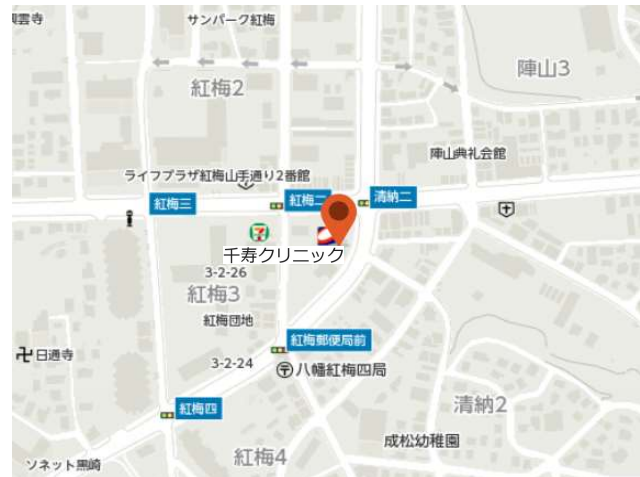 雲寺
サンパーク紅梅
紅梅2
陣山3
陣山典礼会館
ライフプラザ紅梅山手通り2番館
紅梅三
紅梅二
清納二
7
千寿クリニック
3-2-26
紅梅3
紅梅団地
紅梅郵便局前
卍日通寺
3-2-24
〒八幡紅梅四局
紅梅四
清納2
成松幼稚園
紅梅4
ソネット黒崎